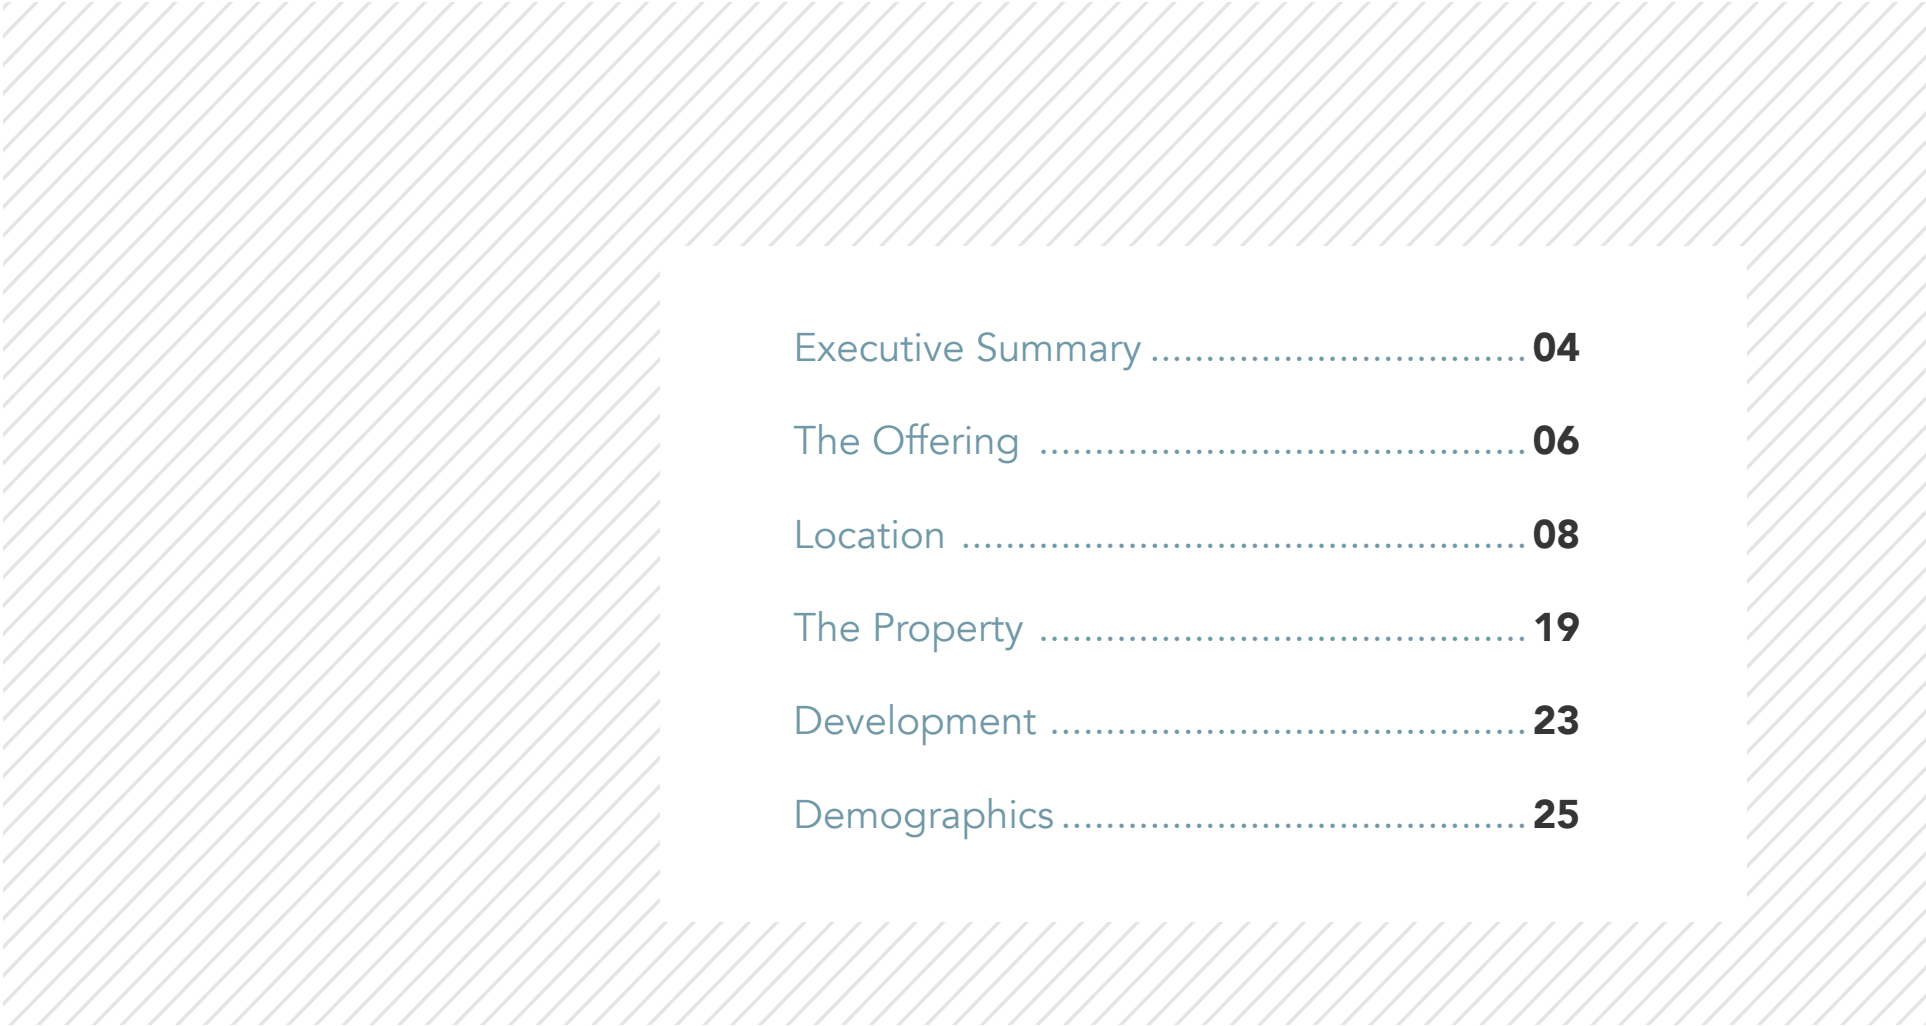 Executive Summary .................................. 04
The Offering ............................................ 06
Location ................................................... 08
The Property ............................................ 19
Development ........................................... 23
Demographics .......................................... 25